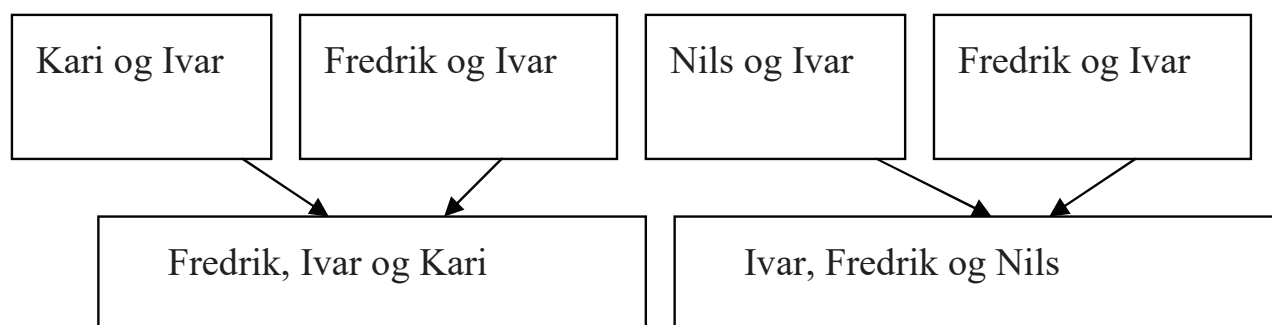 Kari og Ivar
Fredrik og Ivar
Nils og Ivar
Fredrik og Ivar
Fredrik, Ivar og Kari
Ivar, Fredrik og Nils